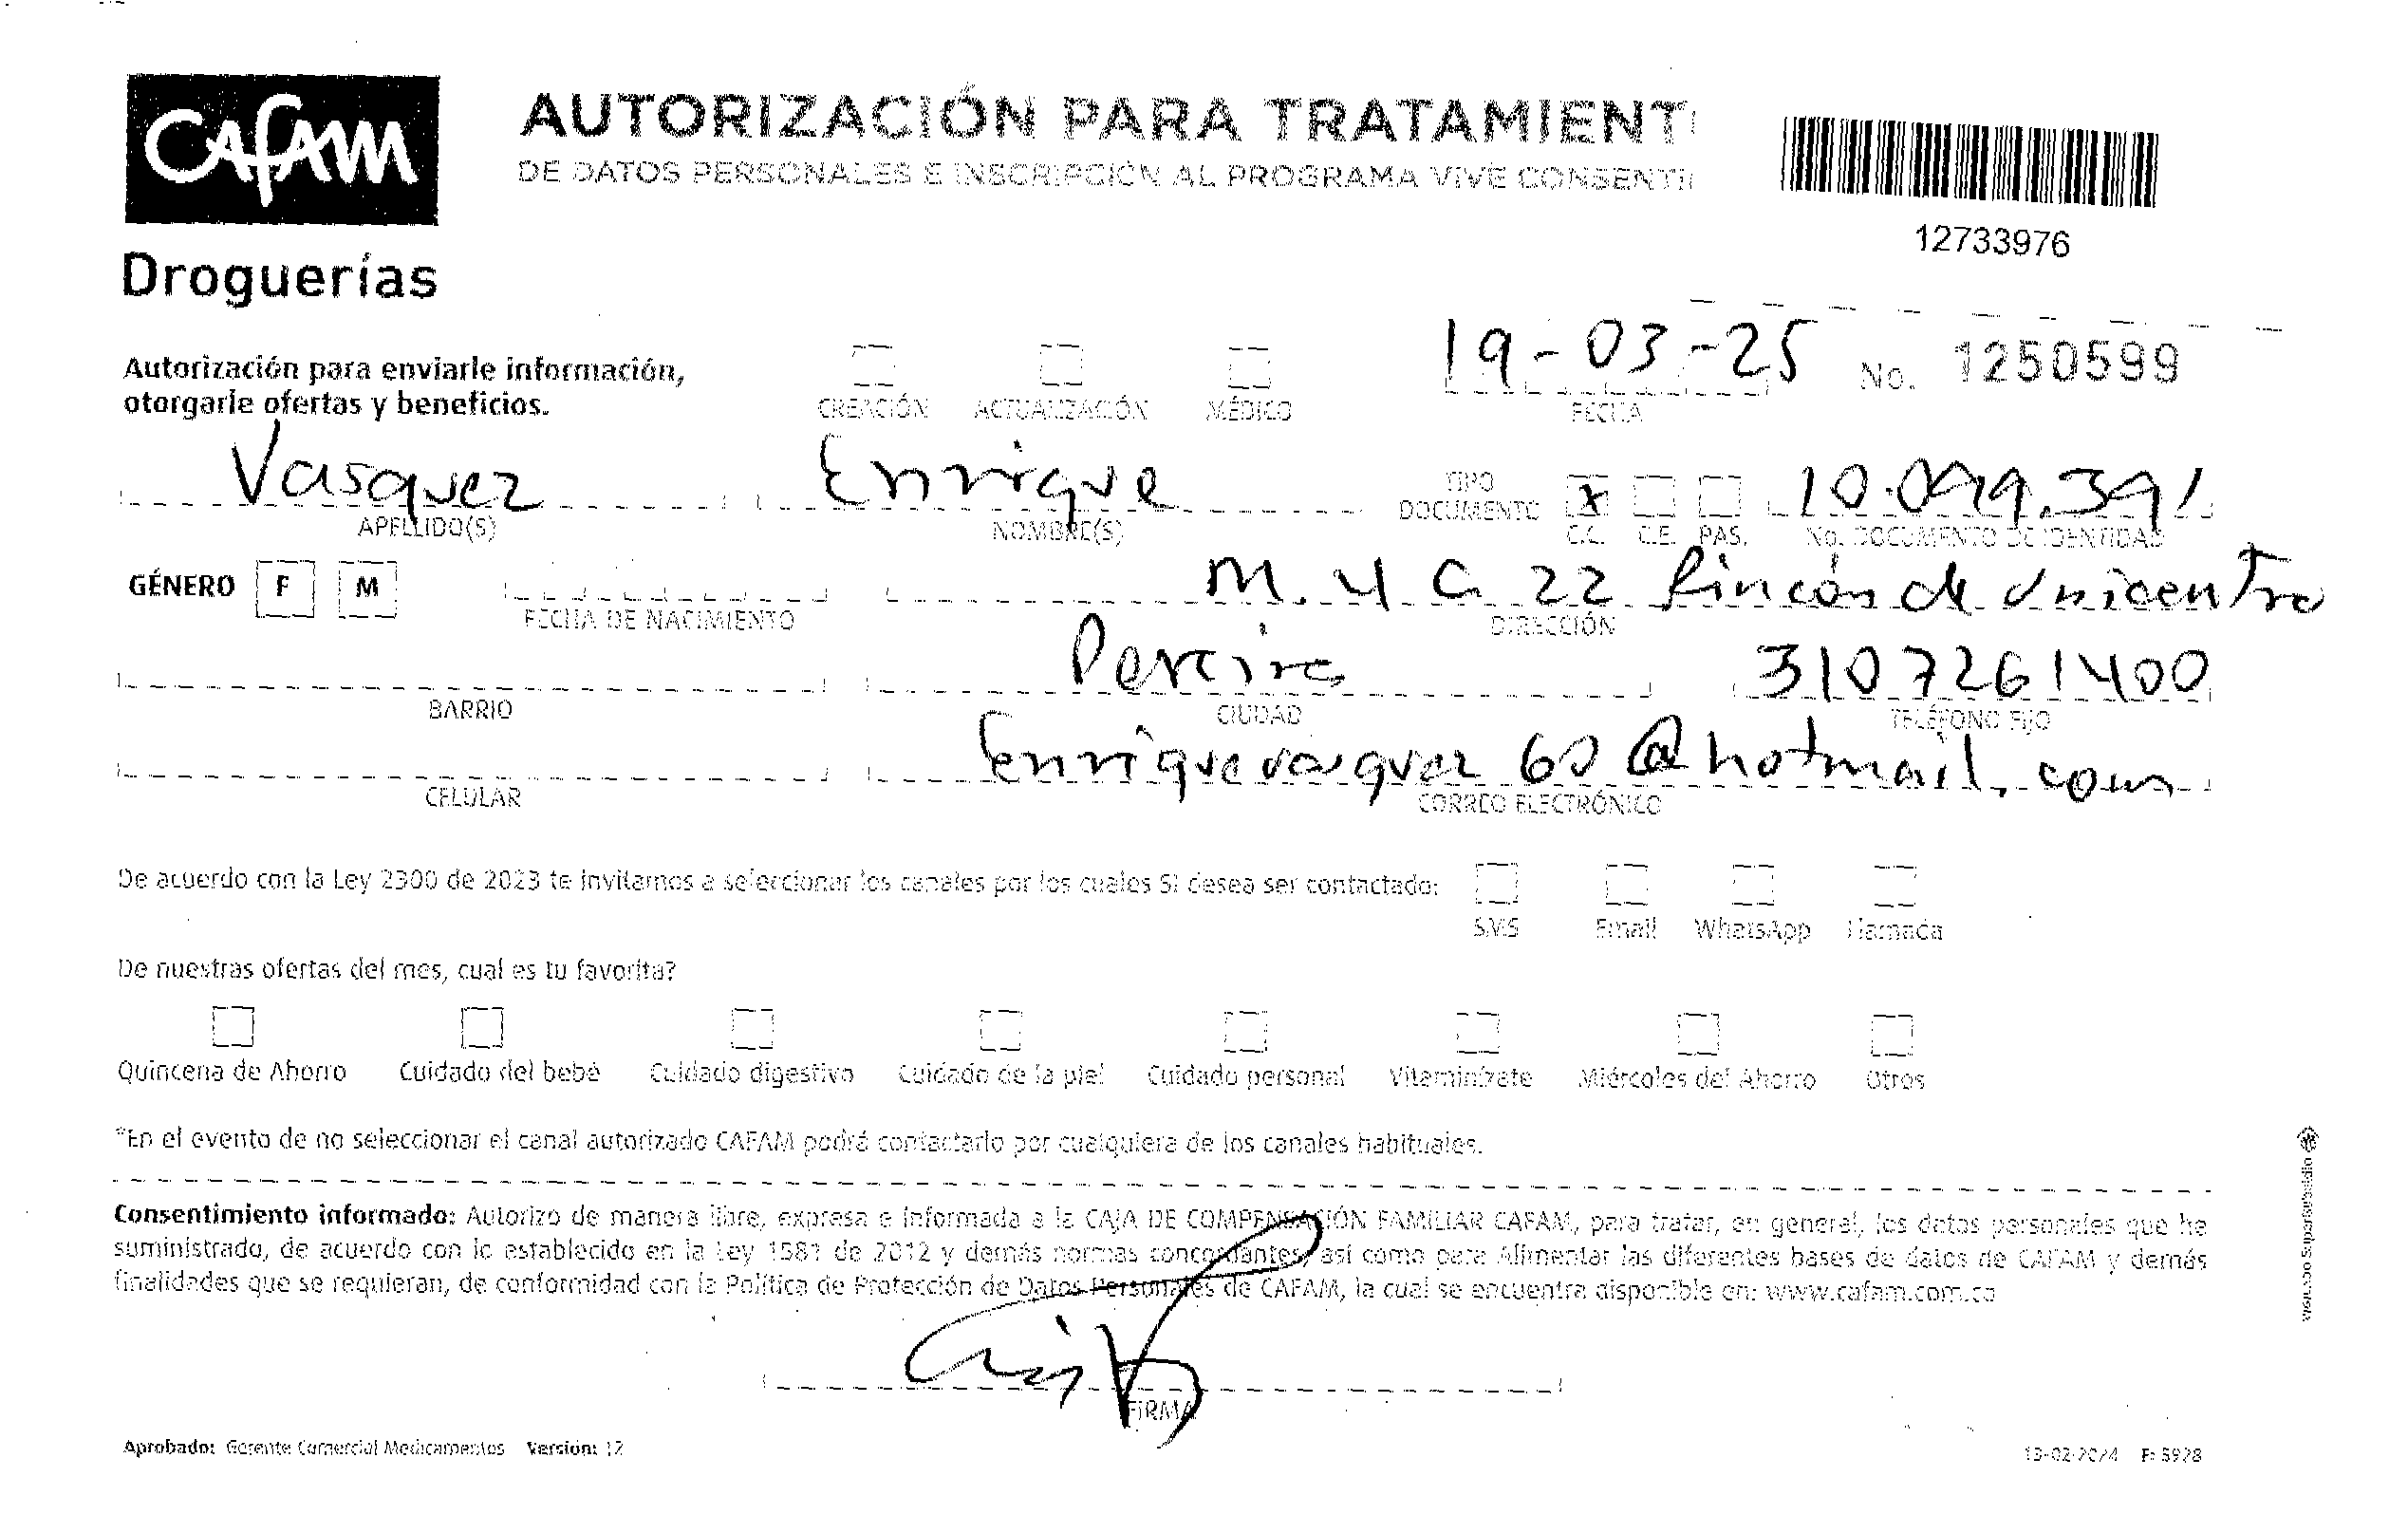 CAFAM
Droguerías
AUTORIZACIÓN PARA TRATAMIENT
DE DATOS PERSONALES E INSCRIPCIÓN AL PROGRAMA VIVE CONSENTI
12733976
Autorización para enviarle información,
otorgarle ofertas y beneficios.
CREACIÓN ACTUALIZACIÓN MÉDICO
19-03-25
FECHA
No. 1250599
Vasquez Enrique
APELLIDO(S) NOMBRE(S)
TIPO
DOCUMENTO X C.C. C.E. PAS.
No. DOCUMENTO DE IDENTIDAD
GÉNERO F M
FECHA DE NACIMIENTO
M. 4 C. 22 Rincón de Unicentro
DIRECCIÓN
Pereira 3107261400
BARRIO CIUDAD TELÉFONO FIJO
@hotmail.com
CELULAR CORREO ELECTRÓNICO
De acuerdo con la Ley 2300 de 2023 te invitamos a seleccionar los canales por los cuales SI desea ser contactado:
SMS Email WhatsApp Llamada
De nuestras ofertas del mes, cual es tu favorita?
Quincena de Ahorro Cuidado del bebé Cuidado digestivo Cuidado de la piel Cuidado personal Vitaminízate Miércoles del Ahorro Otros
*En el evento de no seleccionar el canal autorizado CAFAM podrá contactarlo por cualquiera de los canales habituales.
Consentimiento informado: Autorizo de manera libre, expresa e informada a la CAJA DE COMPENSACIÓN FAMILIAR CAFAM, para tratar, en general, los datos personales que he
suministrado, de acuerdo con lo establecido en la Ley 1581 de 2012 y demás normas concordantes, así como para Alimentar las diferentes bases de datos de CAFAM y demás
finalidades que se requieran, de conformidad con la Política de Protección de Datos Personales de CAFAM, la cual se encuentra disponible en: www.cafam.com.co
FIRMA
Aprobado: Gerente Comercial Medicamentos Versión: 12
13-02-2024 F: 5928
VIGILADO Supersubsidio